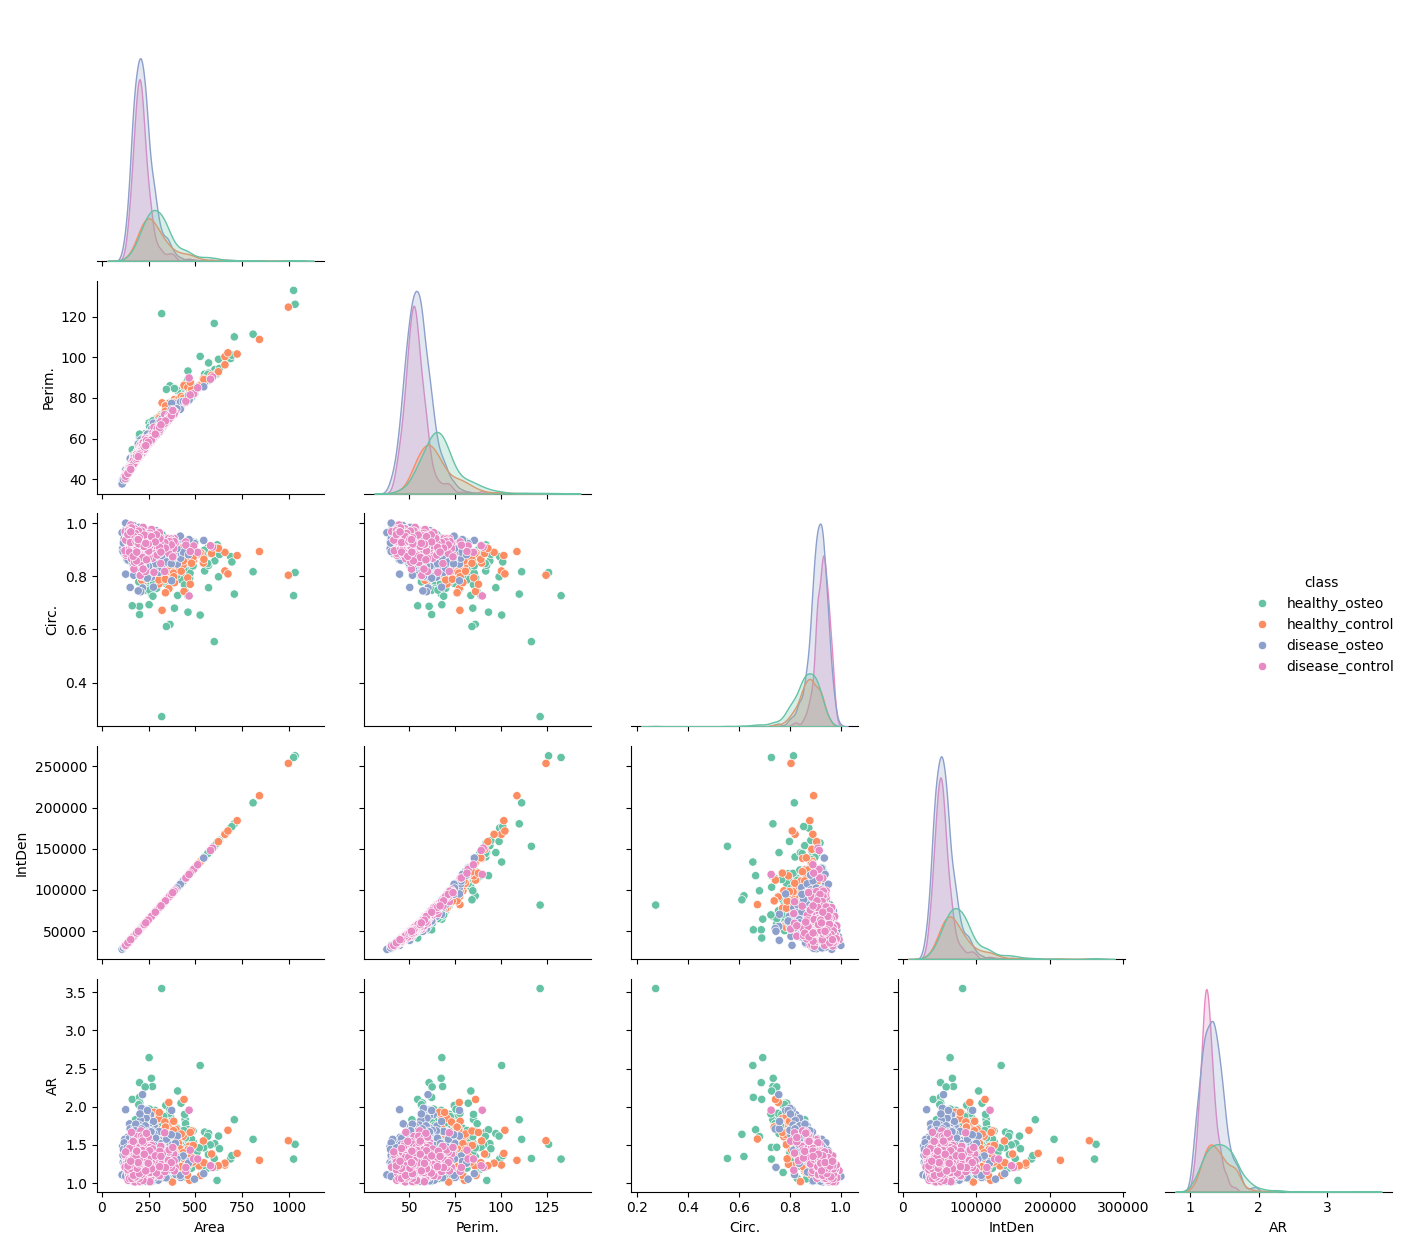 120
100
80
60
40
Perim.
1.0
0.8
0.6
0.4
Circ.
class
healthy_osteo
healthy_control
disease_osteo
disease_control
250000
200000
150000
100000
50000
IntDen
3.5
3.0
2.5
2.0
1.5
1.0
AR
0 250 500 750 1000
50 75 100 125
0.2 0.4 0.6 0.8 1.0
0 100000 200000 300000
1 2 3
Area Perim. Circ. IntDen AR